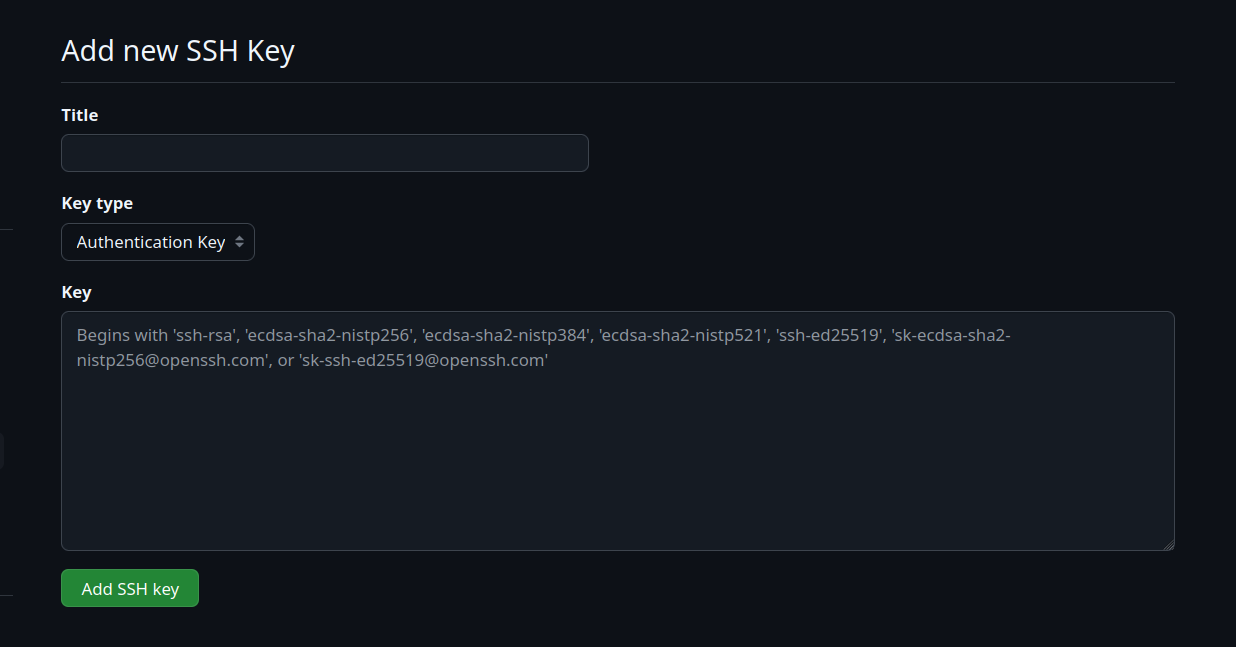 Add new SSH Key
Title
Key type
Authentication Key
Key
Begins with 'ssh-rsa', 'ecdsa-sha2-nistp256', 'ecdsa-sha2-nistp384', 'ecdsa-sha2-nistp521', 'ssh-ed25519', 'sk-ecdsa-sha2-
nistp256@openssh.com', or 'sk-ssh-ed25519@openssh.com'
Add SSH key